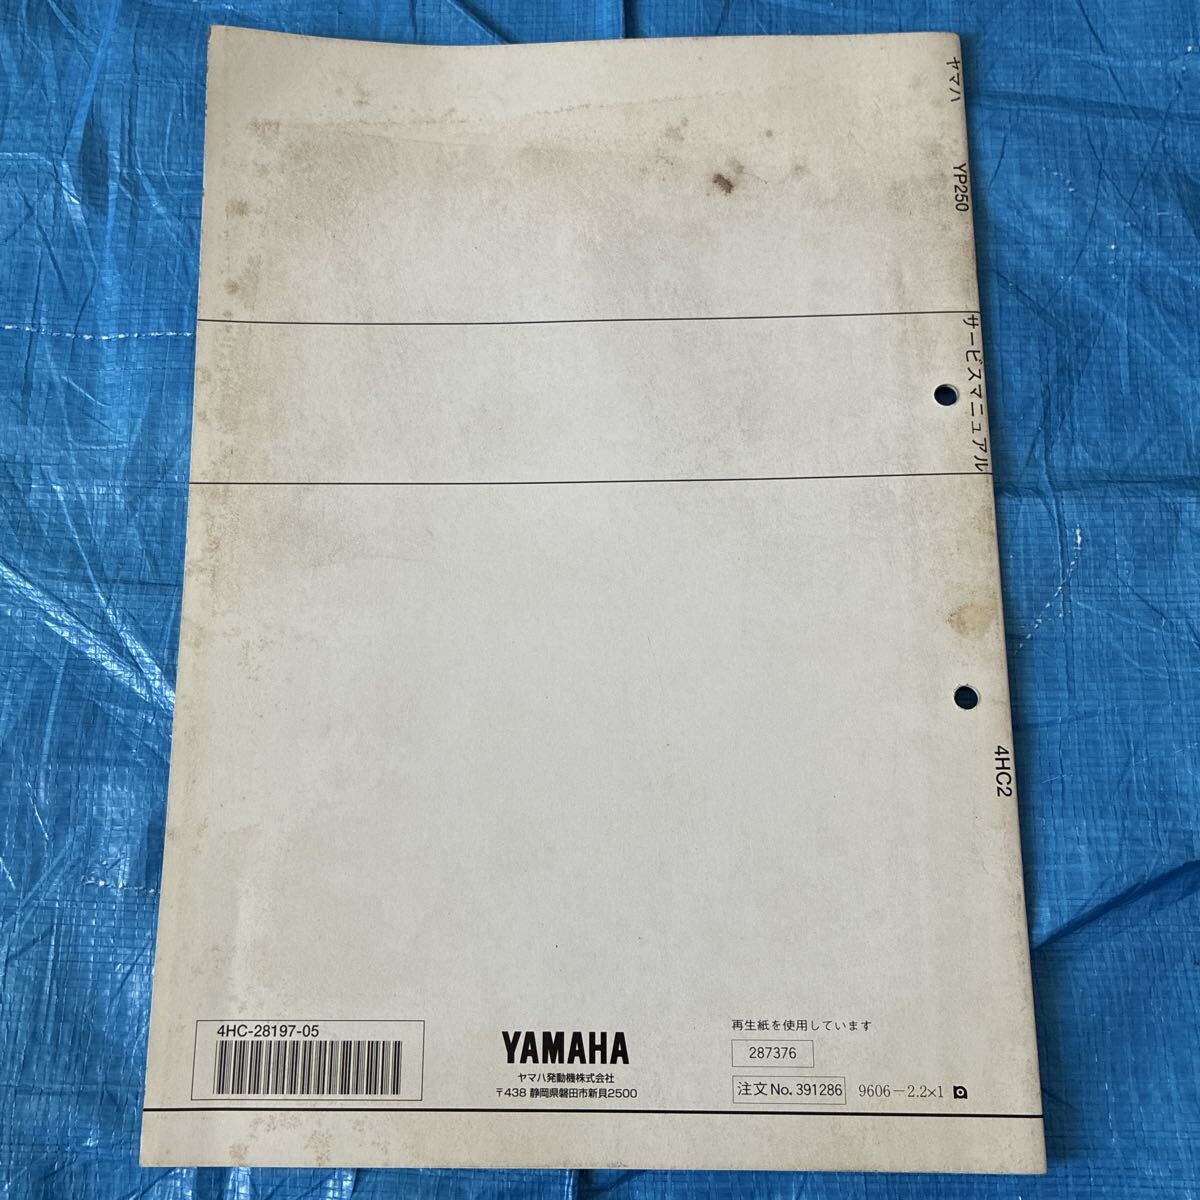 ヤマハ YP250 サービスマニュアル 4HC2
4HC-28197-05
YAMAHA
ヤマハ発動機株式会社
〒438 静岡県磐田市新貝2500
再生紙を使用しています
287376
注文No. 391286 9606－2.2×1